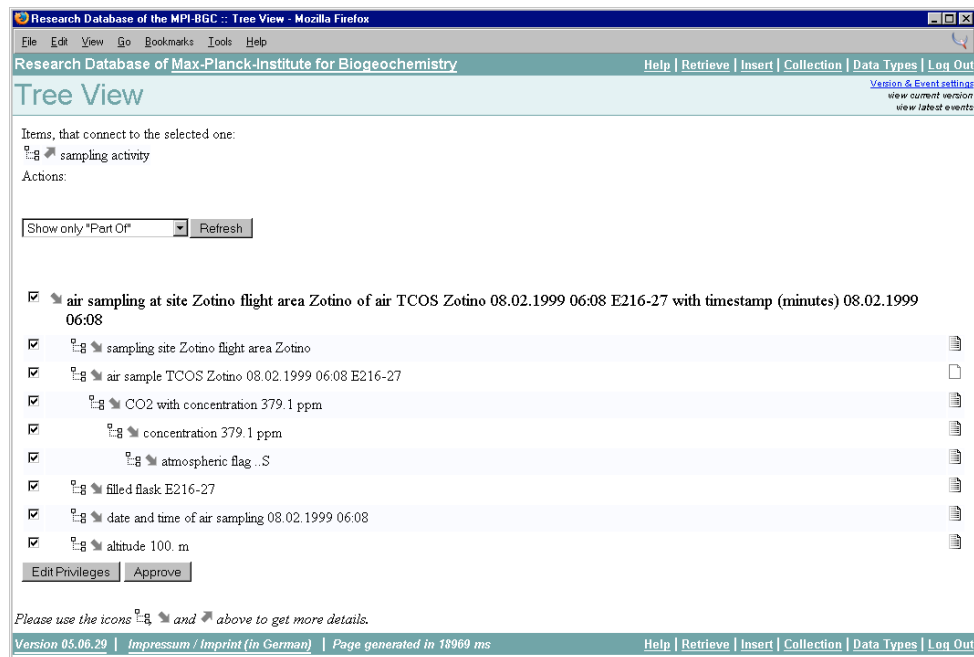 Research Database of the MPI-BGC :: Tree View - Mozilla Firefox
File Edit View Go Bookmarks Tools Help
Research Database of Max-Planck-Institute for Biogeochemistry Help | Retrieve | Insert | Collection | Data Types | Log Out
Tree View
Version & Event settings
view current version
view latest events
Items, that connect to the selected one:
sampling activity
Actions:
Show only "Part Of" Refresh
air sampling at site Zotino flight area Zotino of air TCOS Zotino 08.02.1999 06:08 E216-27 with timestamp (minutes) 08.02.1999
06:08
sampling site Zotino flight area Zotino
air sample TCOS Zotino 08.02.1999 06:08 E216-27
CO2 with concentration 379.1 ppm
concentration 379.1 ppm
atmospheric flag ..S
filled flask E216-27
date and time of air sampling 08.02.1999 06:08
altitude 100. m
Edit Privileges Approve
Please use the icons , and above to get more details.
Version 05.06.29 | Impressum / Imprint (in German) | Page generated in 18969 ms Help | Retrieve | Insert | Collection | Data Types | Log Out